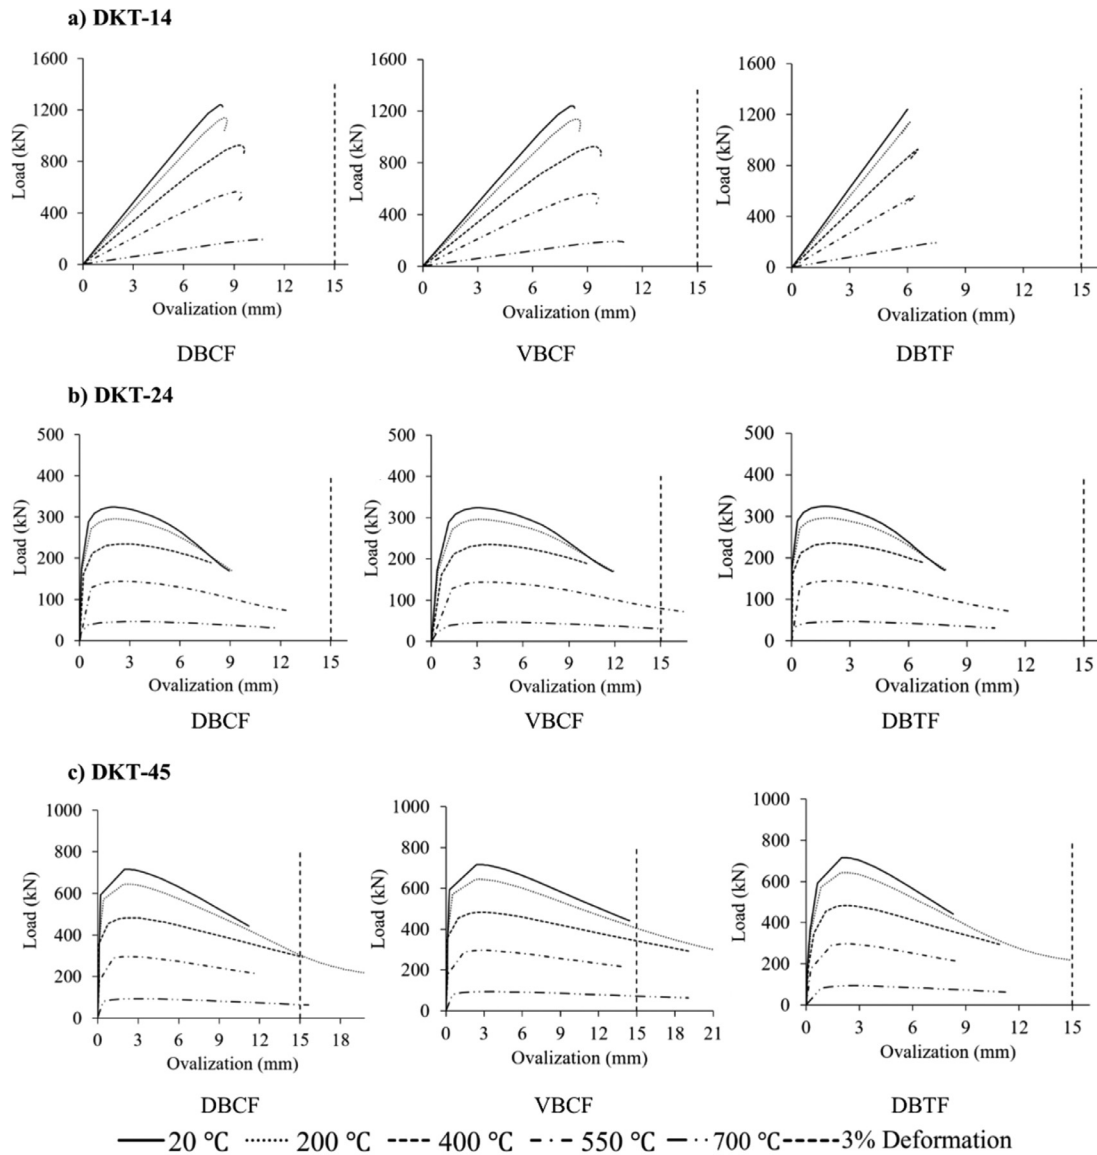 a) DKT-14
1600
1200
800
400
0
Load (kN)
0 3 6 9 12 15
Ovalization (mm)
DBCF
1600
1200
800
400
0
Load (kN)
0 3 6 9 12 15
Ovalization (mm)
VBCF
1600
1200
800
400
0
Load (kN)
0 3 6 9 12 15
Ovalization (mm)
DBTF
b) DKT-24
500
400
300
200
100
0
Load (kN)
0 3 6 9 12 15
Ovalization (mm)
DBCF
500
400
300
200
100
0
Load (kN)
0 3 6 9 12 15
Ovalization (mm)
VBCF
500
400
300
200
100
0
Load (kN)
0 3 6 9 12 15
Ovalization (mm)
DBTF
c) DKT-45
1000
800
600
400
200
0
Load (kN)
0 3 6 9 12 15 18
Ovalization (mm)
DBCF
1000
800
600
400
200
0
Load (kN)
0 3 6 9 12 15 18 21
Ovalization (mm)
VBCF
1000
800
600
400
200
0
Load (kN)
0 3 6 9 12 15
Ovalization (mm)
DBTF
20 ℃ 200 ℃ 400 ℃ 550 ℃ 700 ℃ 3% Deformation